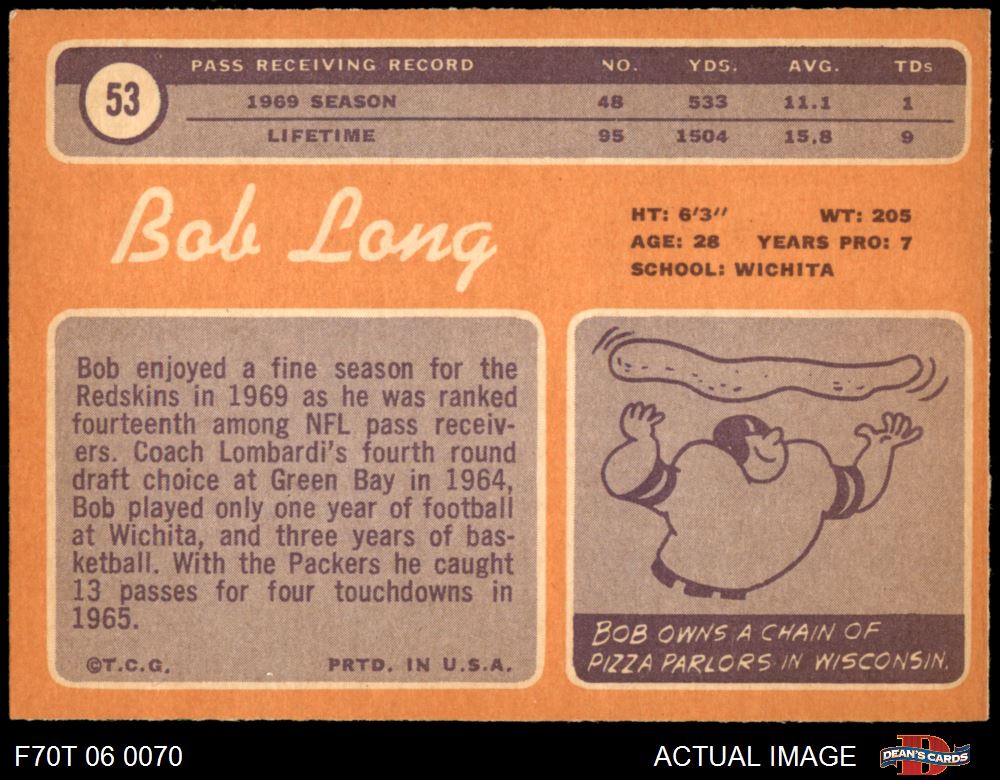 53
PASS RECEIVING RECORD NO. YDS. AVG. TDs
1969 SEASON 48 533 11.1 1
LIFETIME 95 1504 15.8 9
Bob Long
HT: 6'3" WT: 205
AGE: 28 YEARS PRO: 7
SCHOOL: WICHITA
Bob enjoyed a fine season for the
Redskins in 1969 as he was ranked
fourteenth among NFL pass receiv-
ers. Coach Lombardi's fourth round
draft choice at Green Bay in 1964,
Bob played only one year of football
at Wichita, and three years of bas-
ketball. With the Packers he caught
13 passes for four touchdowns in
1965.
©T.C.G. PRTD. IN U.S.A.
BOB OWNS A CHAIN OF
PIZZA PARLORS IN WISCONSIN.
F70T 06 0070 ACTUAL IMAGE DEAN'S CARDS